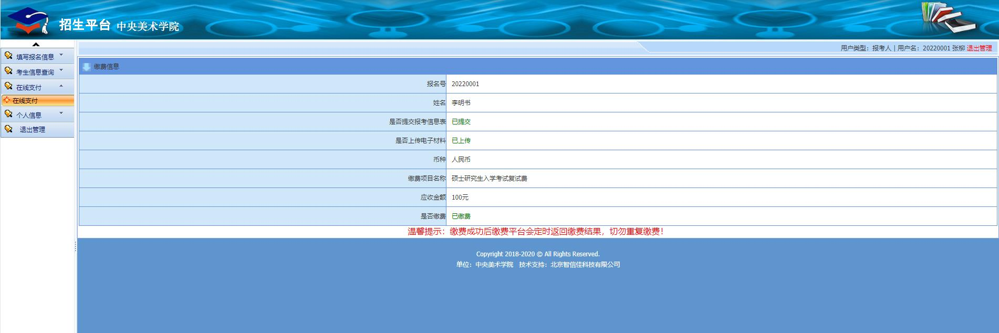 招生平台 中央美术学院
用户类型：报考人 | 用户名：20220001 张柳 退出管理
填写报名信息
考生信息查询
在线支付
在线支付
个人信息
退出管理
缴费信息
报名号 20220001
姓名 李明书
是否提交报考信息表 已提交
是否上传电子材料 已上传
币种 人民币
缴费项目名称 硕士研究生入学考试复试费
应收金额 100元
是否缴费 已缴费
温馨提示：缴费成功后缴费平台会定时返回缴费结果，切勿重复缴费！
Copyright 2018-2020 © All Rights Reserved.
单位：中央美术学院 技术支持：北京智信佳科技有限公司